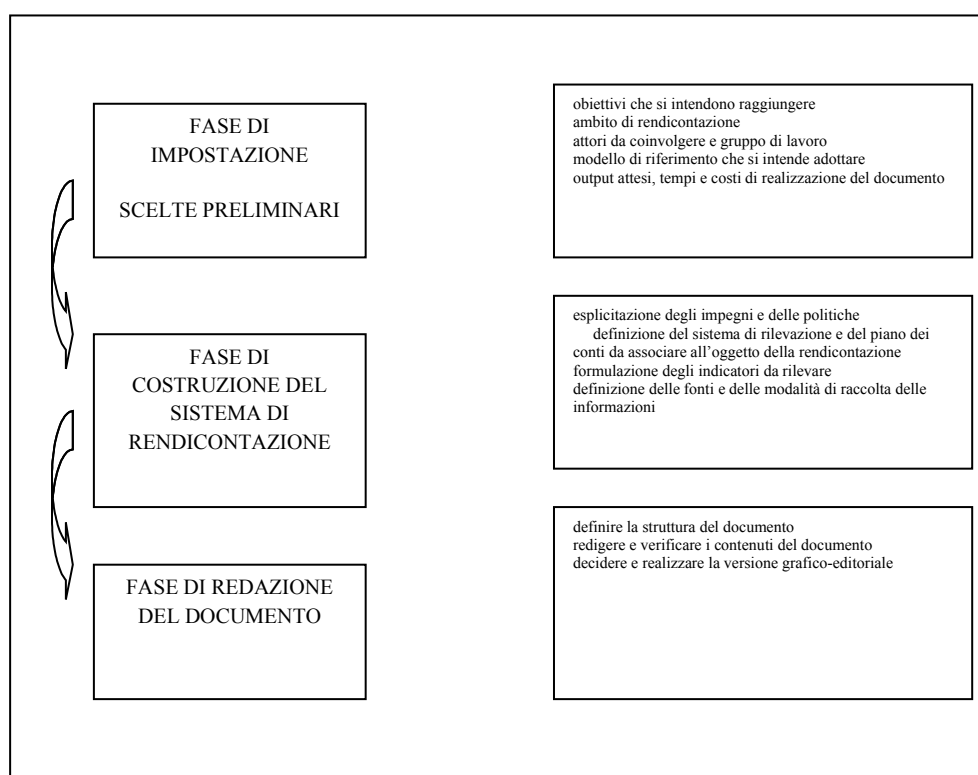 FASE DI
IMPOSTAZIONE
SCELTE PRELIMINARI
obiettivi che si intendono raggiungere
ambito di rendicontazione
attori da coinvolgere e gruppo di lavoro
modello di riferimento che si intende adottare
output attesi, tempi e costi di realizzazione del documento
FASE DI
COSTRUZIONE DEL
SISTEMA DI
RENDICONTAZIONE
esplicitazione degli impegni e delle politiche
definizione del sistema di rilevazione e del piano dei
conti da associare all’oggetto della rendicontazione
formulazione degli indicatori da rilevare
definizione delle fonti e delle modalità di raccolta delle
informazioni
FASE DI REDAZIONE
DEL DOCUMENTO
definire la struttura del documento
redigere e verificare i contenuti del documento
decidere e realizzare la versione grafico-editoriale